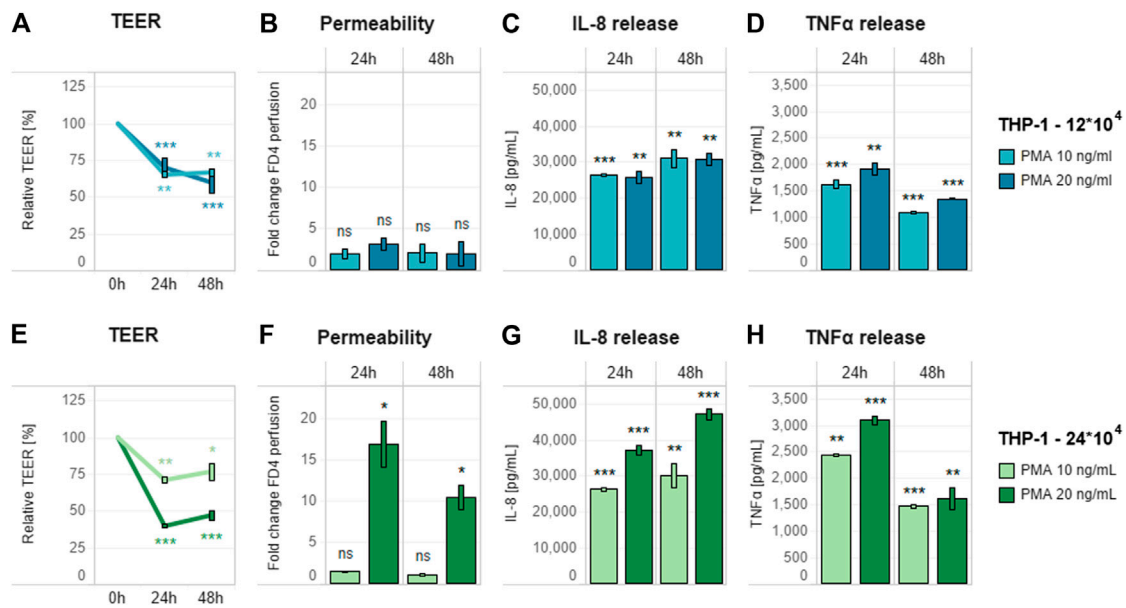 A TEER
B Permeability
C IL-8 release
D TNFα release
Relative TEER [%]
125
100
75
50
25
0
***
**
**
***
0h 24h 48h
Fold change FD4 perfusion
24h 48h
20
15
10
5
0
ns ns ns ns
IL-8 [pg/mL]
24h 48h
50,000
40,000
30,000
20,000
10,000
0
*** ** ** **
TNFα [pg/mL]
24h 48h
3,500
3,000
2,500
2,000
1,500
1,000
500
0
*** ** *** ***
THP-1 - 12*10⁴
PMA 10 ng/ml
PMA 20 ng/ml
E TEER
F Permeability
G IL-8 release
H TNFα release
Relative TEER [%]
125
100
75
50
25
0
** *
*** ***
0h 24h 48h
Fold change FD4 perfusion
24h 48h
20
15
10
5
0
ns * ns *
IL-8 [pg/mL]
24h 48h
50,000
40,000
30,000
20,000
10,000
0
*** *** ** ***
TNFα [pg/mL]
24h 48h
3,500
3,000
2,500
2,000
1,500
1,000
500
0
** *** *** **
THP-1 - 24*10⁴
PMA 10 ng/mL
PMA 20 ng/mL